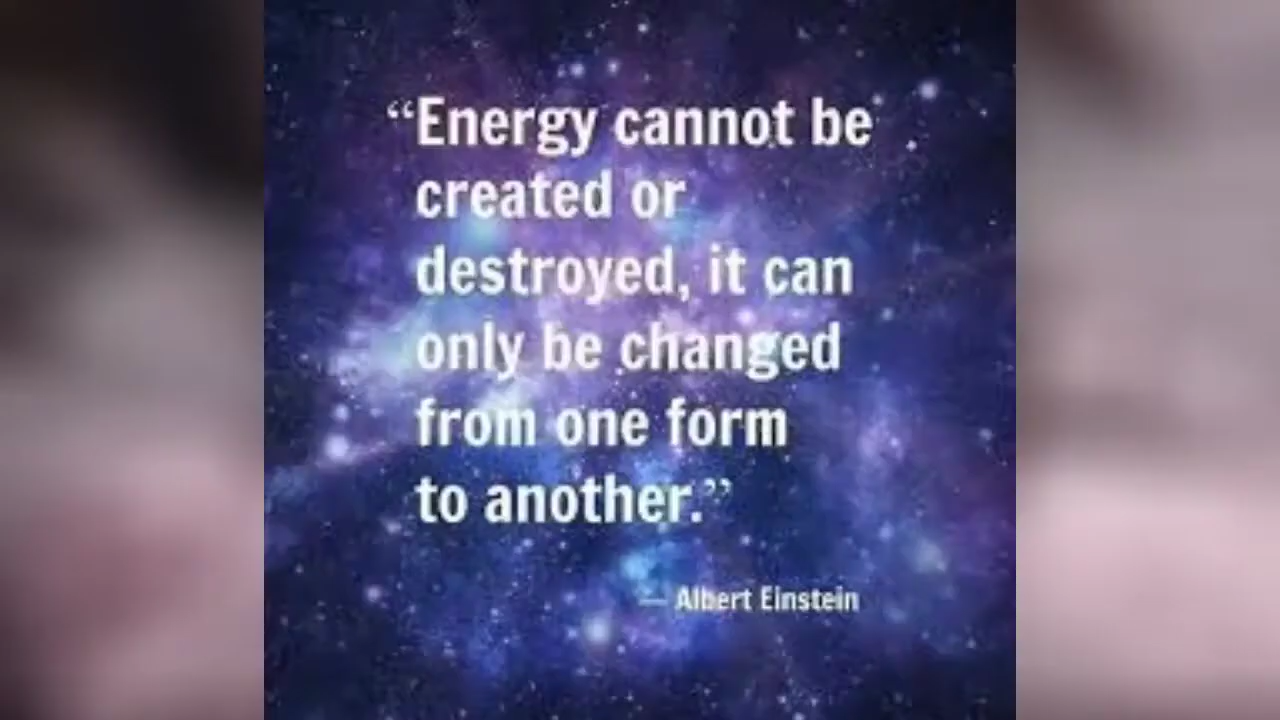 “Energy cannot be
created or
destroyed, it can
only be changed
from one form
to another.”
— Albert Einstein